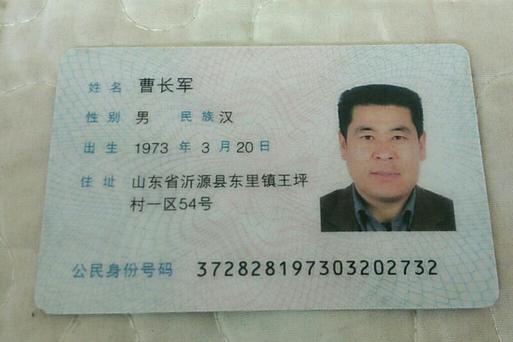 姓名 曹长军
性别 男 民族 汉
出生 1973 年 3 月 20 日
住址 山东省沂源县东里镇王坪
村一区54号
公民身份号码 372828197303202732